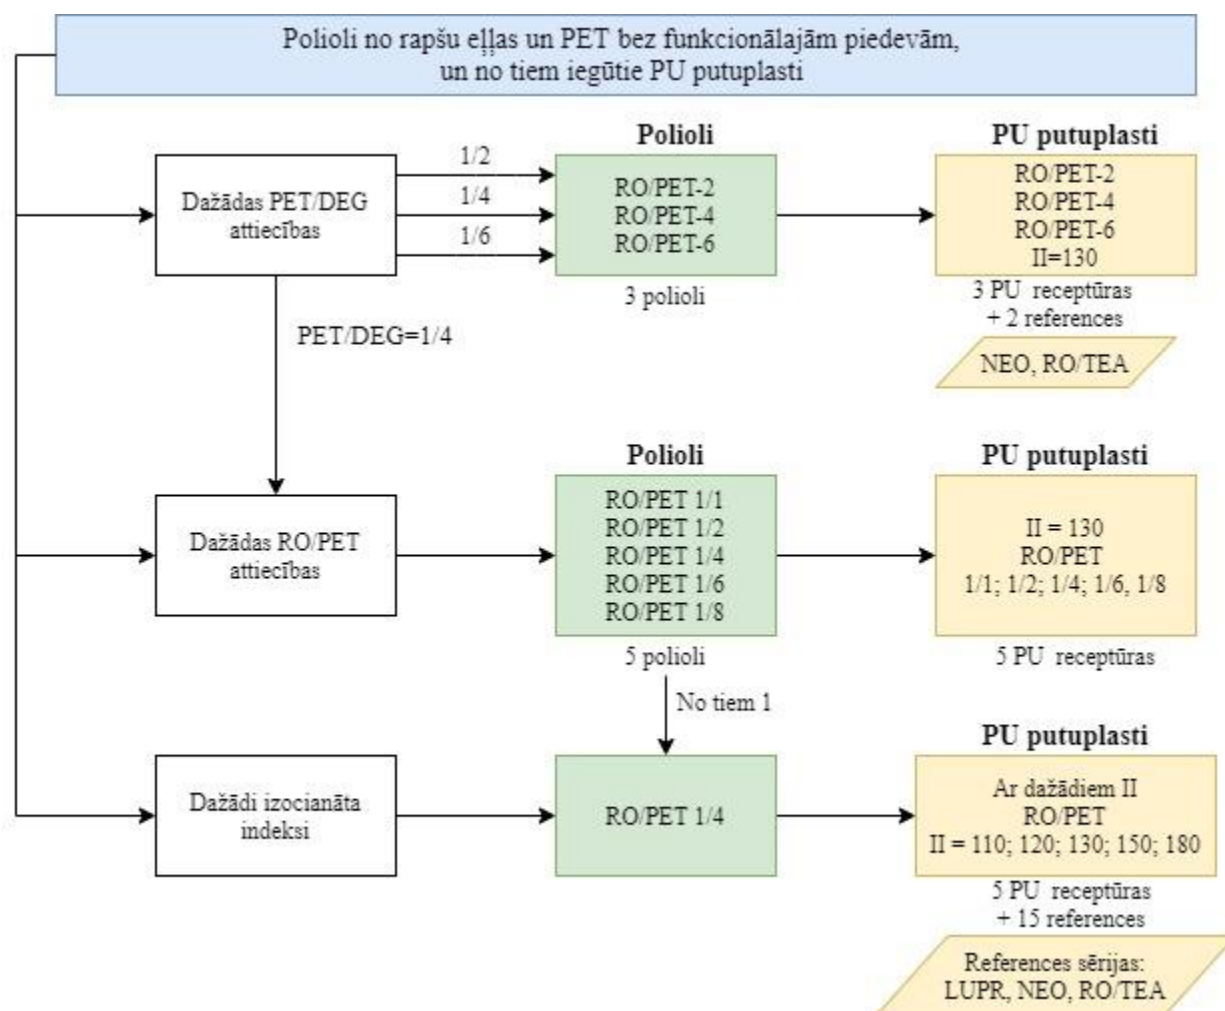 Polioli no rapšu eļļas un PET bez funkcionālajām piedevām,
un no tiem iegūtie PU putuplasti
Polioli
PU putuplasti
Dažādas PET/DEG
attiecības
1/2
1/4
1/6
RO/PET-2
RO/PET-4
RO/PET-6
RO/PET-2
RO/PET-4
RO/PET-6
II=130
3 polioli
3 PU receptūras
+ 2 references
NEO, RO/TEA
PET/DEG=1/4
Polioli
PU putuplasti
Dažādas RO/PET
attiecības
RO/PET 1/1
RO/PET 1/2
RO/PET 1/4
RO/PET 1/6
RO/PET 1/8
II = 130
RO/PET
1/1; 1/2; 1/4; 1/6, 1/8
5 polioli
5 PU receptūras
No tiem 1
PU putuplasti
Dažādi izocianāta
indeksi
RO/PET 1/4
Ar dažādiem II
RO/PET
II = 110; 120; 130; 150; 180
5 PU receptūras
+ 15 references
References sērijas:
LUPR, NEO, RO/TEA